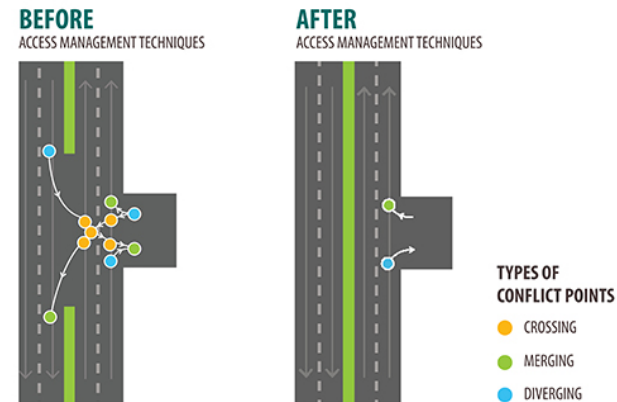 BEFORE
ACCESS MANAGEMENT TECHNIQUES
AFTER
ACCESS MANAGEMENT TECHNIQUES
TYPES OF
CONFLICT POINTS
CROSSING
MERGING
DIVERGING